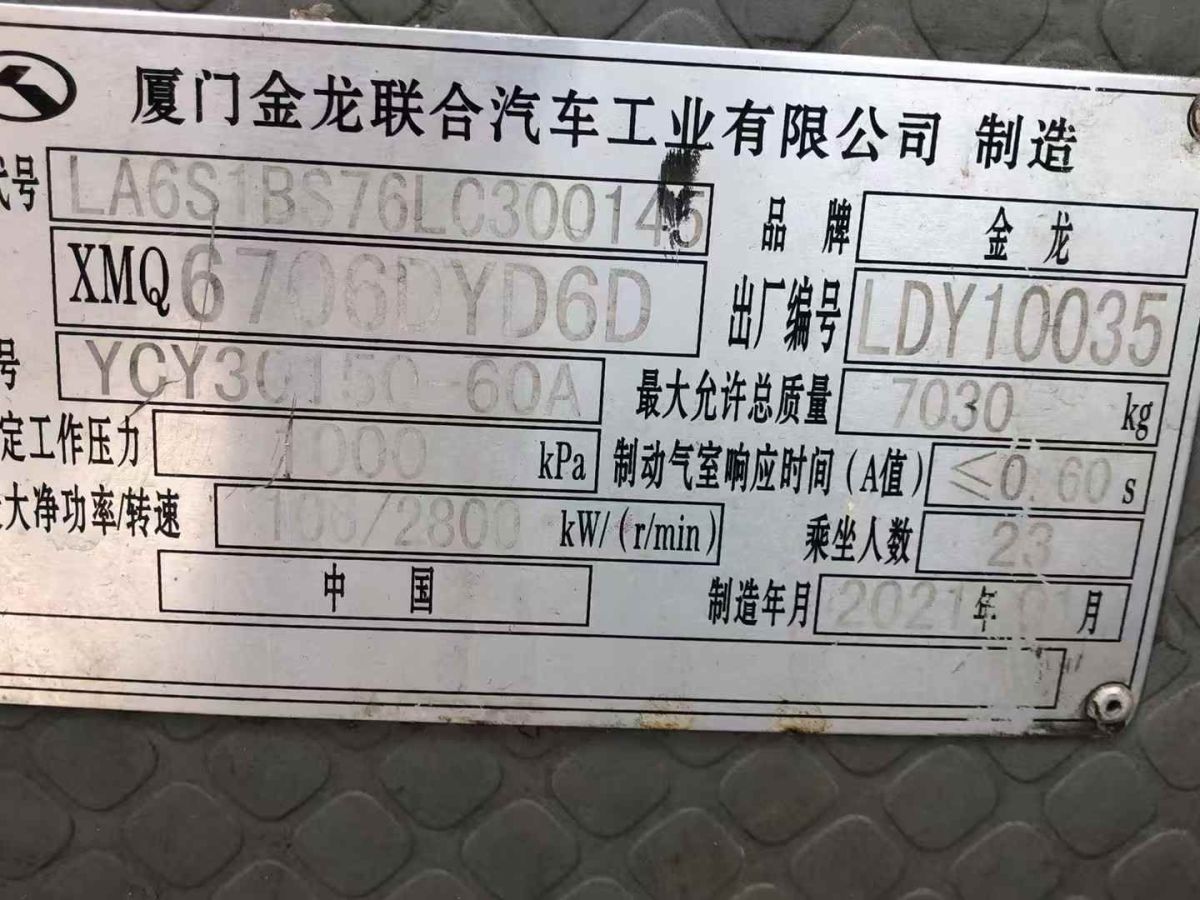 厦门金龙联合汽车工业有限公司 制造
代号 LA6S1BS76LC300145 品牌 金龙
XMQ6706DYD6D 出厂编号 LDY10035
号 YCY30150-60A 最大允许总质量 7030 kg
定工作压力 1000 kPa 制动气室响应时间(A值) ≤0.60 s
大净功率/转速 108/2800 kW/(r/min) 乘坐人数 23
中国 制造年月 2021年01月